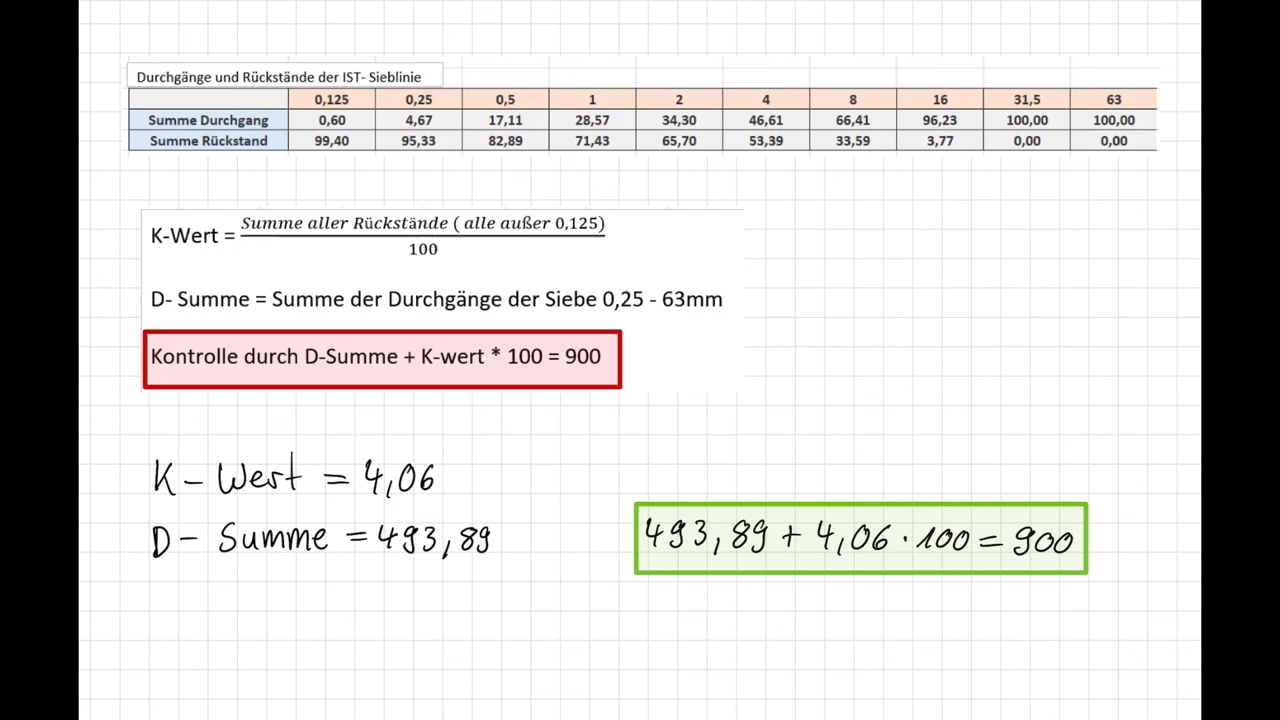 Durchgänge und Rückstände der IST- Sieblinie
0,125 0,25 0,5 1 2 4 8 16 31,5 63
Summe Durchgang 0,60 4,67 17,11 28,57 34,30 46,61 66,41 96,23 100,00 100,00
Summe Rückstand 99,40 95,33 82,89 71,43 65,70 53,39 33,59 3,77 0,00 0,00
K-Wert = Summe aller Rückstände ( alle außer 0,125)
100
D- Summe = Summe der Durchgänge der Siebe 0,25 - 63mm
Kontrolle durch D-Summe + K-wert * 100 = 900
K- Wert = 4,06
D- Summe = 493,89
493,89 + 4,06 · 100 = 900